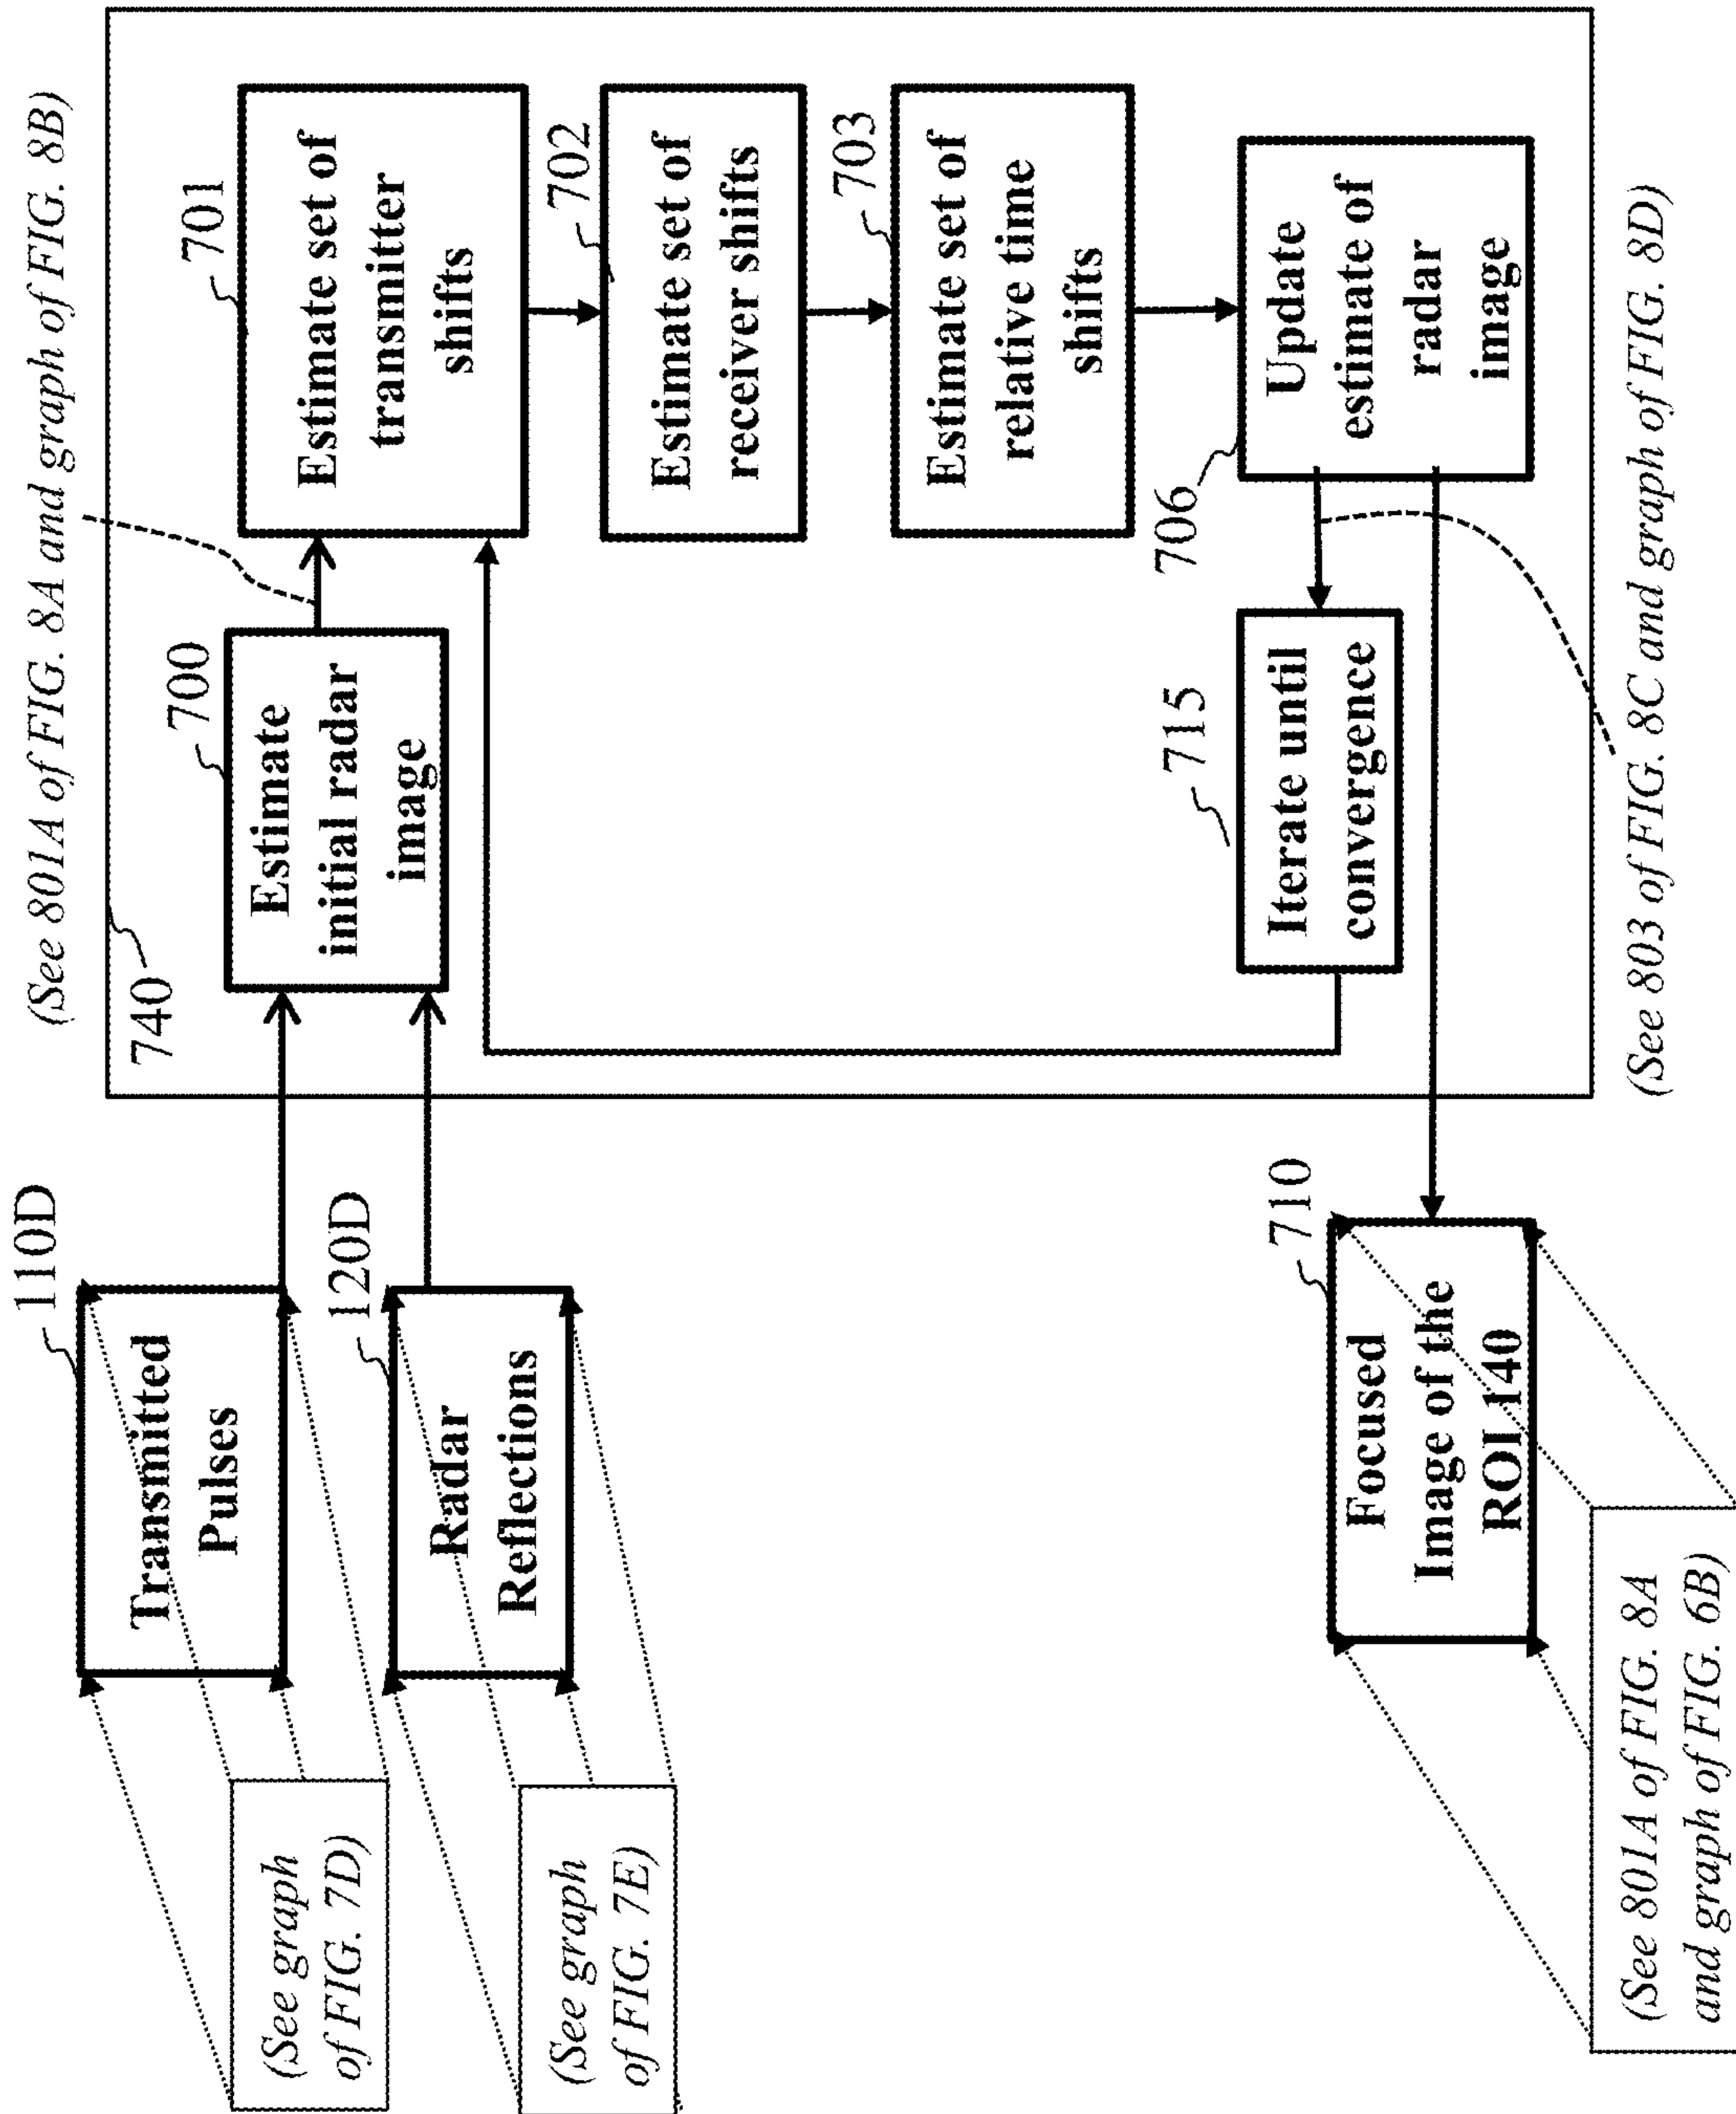 (See 801A of FIG. 8A and graph of FIG. 8B)
740
110D
Transmitted
Pulses
(See graph
of FIG. 7D)
120D
Radar
Reflections
(See graph
of FIG. 7E)
700
Estimate
initial radar
image
701
Estimate set of
transmitter
shifts
702
Estimate set of
receiver shifts
703
Estimate set of
relative time
shifts
706
Update
estimate of
radar
image
715
Iterate until
convergence
710
Focused
Image of the
ROI 140
(See 801A of FIG. 8A
and graph of FIG. 6B)
(See 803 of FIG. 8C and graph of FIG. 8D)